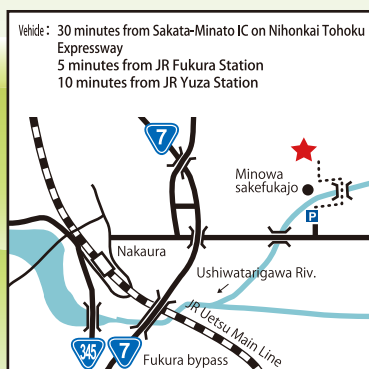 Vehicle : 30 minutes from Sakata-Minato IC on Nihonkai Tohoku
Expressway
5 minutes from JR Fukura Station
10 minutes from JR Yuza Station
7
Minowa
sakefukajo
P
Nakaura
Ushiwatarigawa Riv.
JR Uetsu Main Line
345
7
Fukura bypass